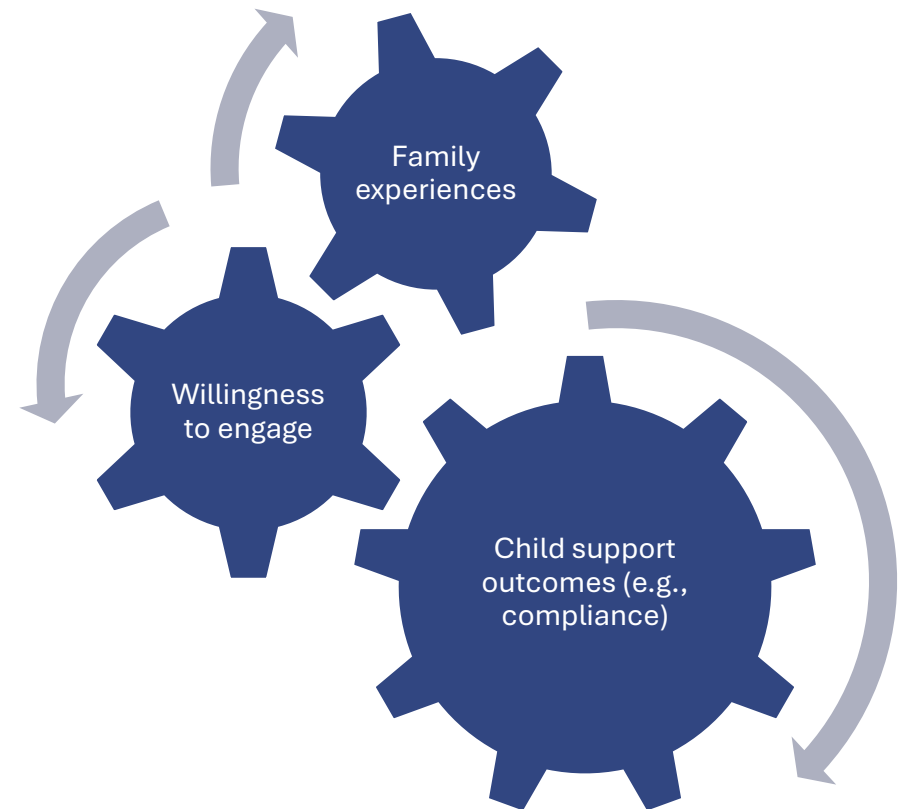 Family
experiences
Willingness
to engage
Child support
outcomes (e.g.,
compliance)